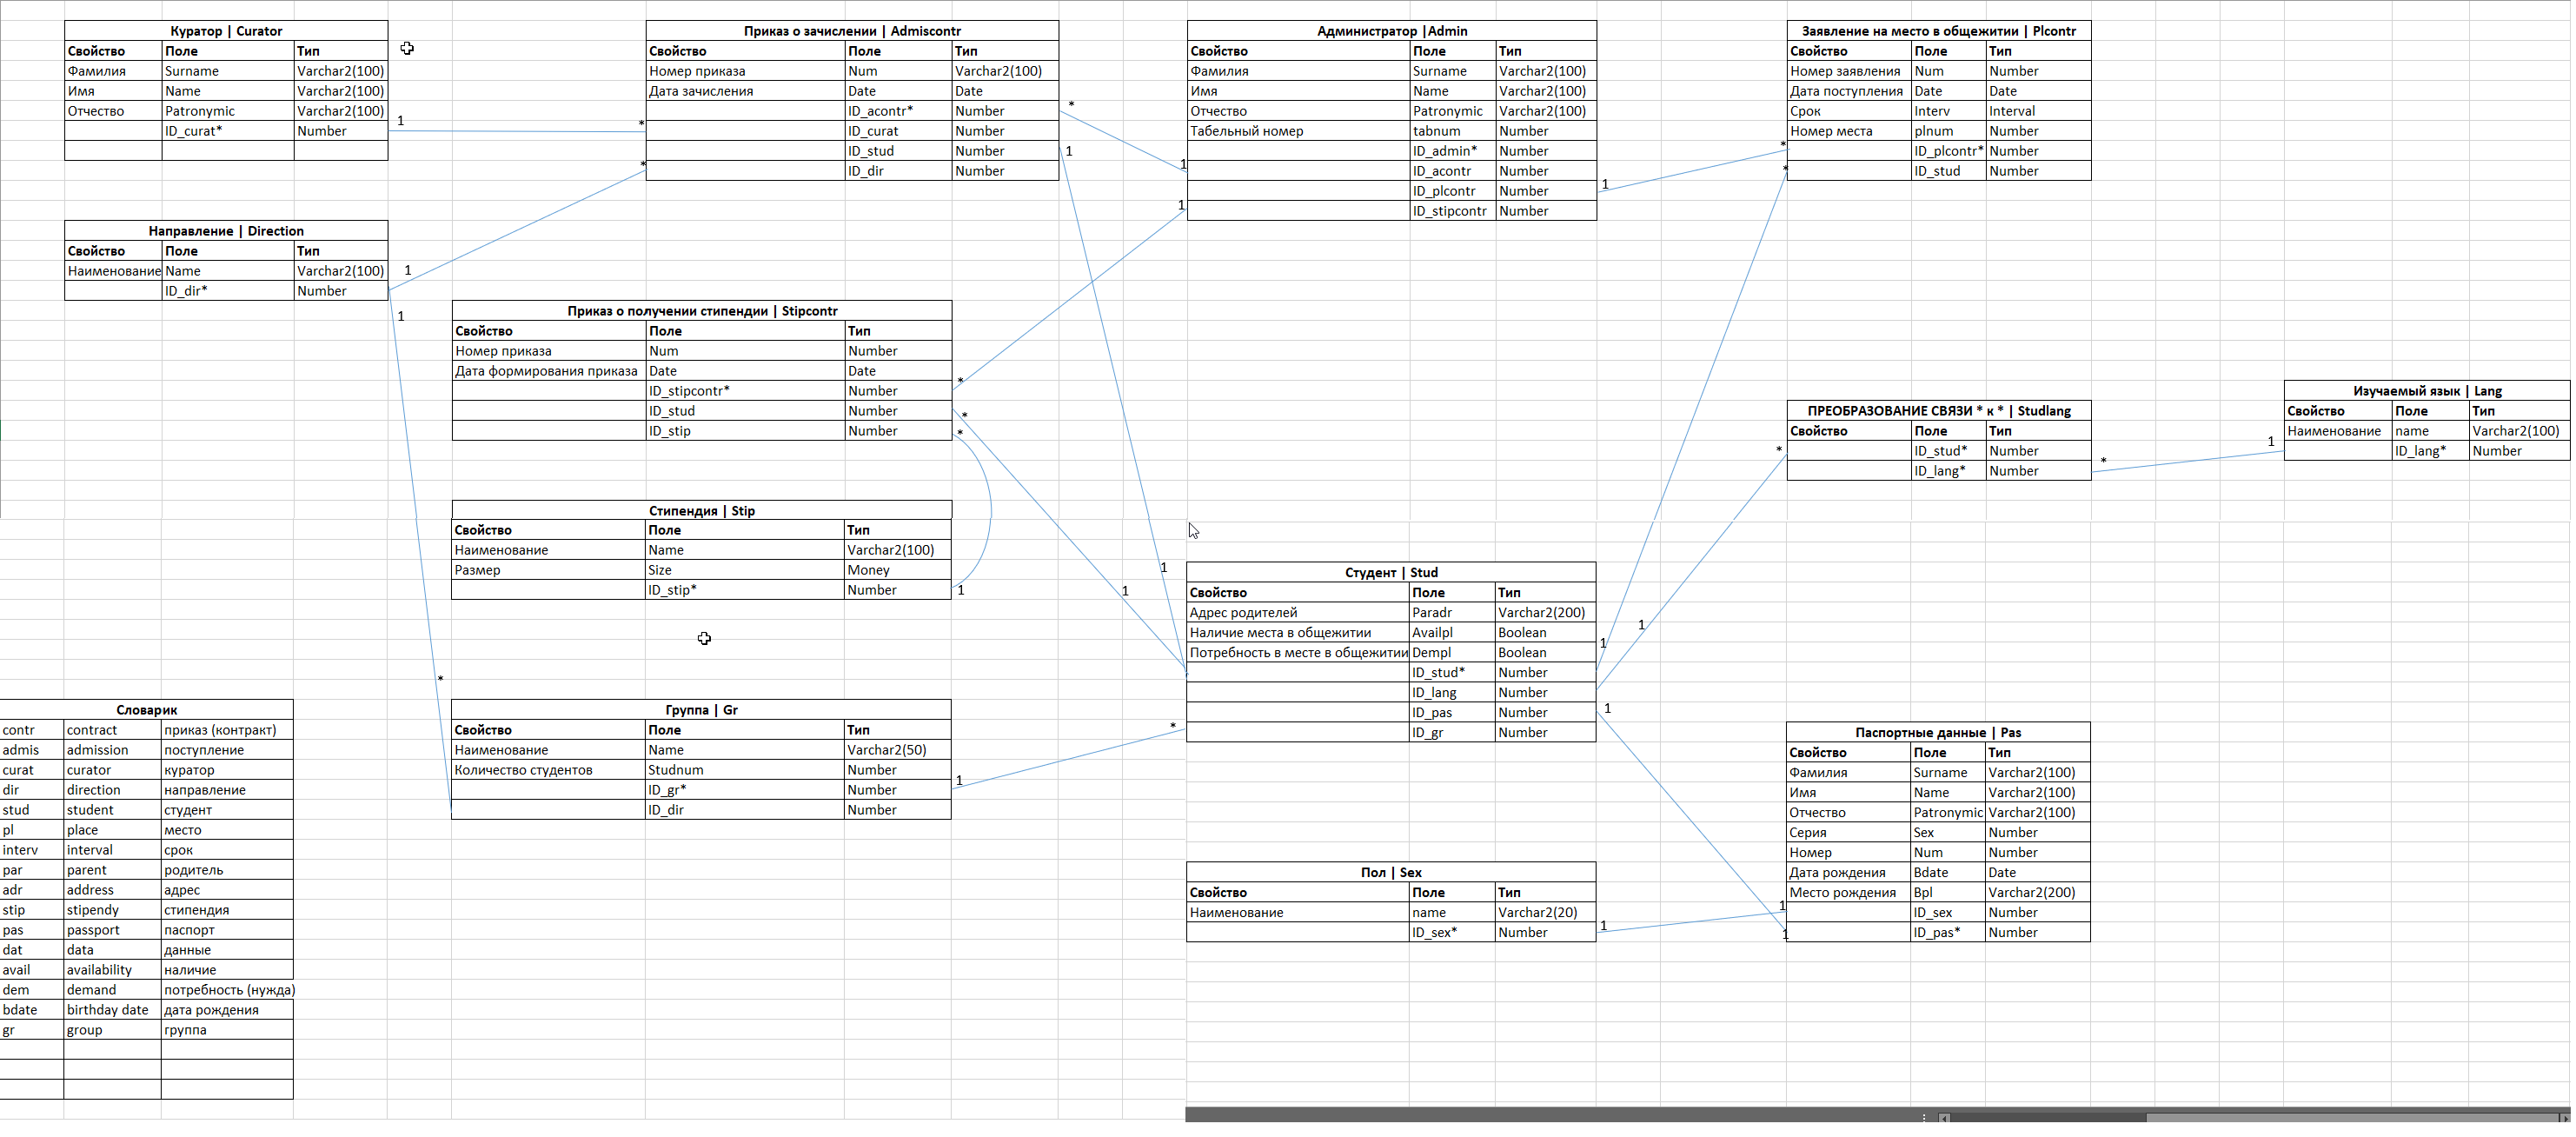 Куратор | Curator
Свойство Поле Тип
Фамилия Surname Varchar2(100)
Имя Name Varchar2(100)
Отчество Patronymic Varchar2(100)
ID_curat* Number
1
*
Приказ о зачислении | Admiscontr
Свойство Поле Тип
Номер приказа Num Varchar2(100)
Дата зачисления Date Date
ID_acontr* Number
ID_curat Number
ID_stud Number
ID_dir Number
*
*
1
Администратор |Admin
Свойство Поле Тип
Фамилия Surname Varchar2(100)
Имя Name Varchar2(100)
Отчество Patronymic Varchar2(100)
Табельный номер tabnum Number
ID_admin* Number
ID_acontr Number
ID_plcontr Number
ID_stipcontr Number
1
1
1
Заявление на место в общежитии | Plcontr
Свойство Поле Тип
Номер заявления Num Number
Дата поступления Date Date
Срок Interv Interval
Номер места plnum Number
ID_plcontr* Number
ID_stud Number
*
*
Направление | Direction
Свойство Поле Тип
Наименование Name Varchar2(100)
ID_dir* Number
1
1
Приказ о получении стипендии | Stipcontr
Свойство Поле Тип
Номер приказа Num Number
Дата формирования приказа Date Date
ID_stipcontr* Number
ID_stud Number
ID_stip Number
*
*
*
ПРЕОБРАЗОВАНИЕ СВЯЗИ * к * | Studlang
Свойство Поле Тип
ID_stud* Number
ID_lang* Number
*
*
Изучаемый язык | Lang
Свойство Поле Тип
Наименование name Varchar2(100)
ID_lang* Number
1
Стипендия | Stip
Свойство Поле Тип
Наименование Name Varchar2(100)
Размер Size Money
ID_stip* Number
1
1
1
Студент | Stud
Свойство Поле Тип
Адрес родителей Paradr Varchar2(200)
Наличие места в общежитии Availpl Boolean
Потребность в месте в общежитии Dempl Boolean
ID_stud* Number
ID_lang Number
ID_pas Number
ID_gr Number
1
1
1
*
*
Словарик
contr contract приказ (контракт)
admis admission поступление
curat curator куратор
dir direction направление
stud student студент
pl place место
interv interval срок
par parent родитель
adr address адрес
stip stipendy стипендия
pas passport паспорт
dat data данные
avail availability наличие
dem demand потребность (нужда)
bdate birthday date дата рождения
gr group группа
Группа | Gr
Свойство Поле Тип
Наименование Name Varchar2(50)
Количество студентов Studnum Number
ID_gr* Number
ID_dir Number
1
Пол | Sex
Свойство Поле Тип
Наименование name Varchar2(20)
ID_sex* Number
1
Паспортные данные | Pas
Свойство Поле Тип
Фамилия Surname Varchar2(100)
Имя Name Varchar2(100)
Отчество Patronymic Varchar2(100)
Серия Sex Number
Номер Num Number
Дата рождения Bdate Date
Место рождения Bpl Varchar2(200)
ID_sex Number
ID_pas* Number
1
1